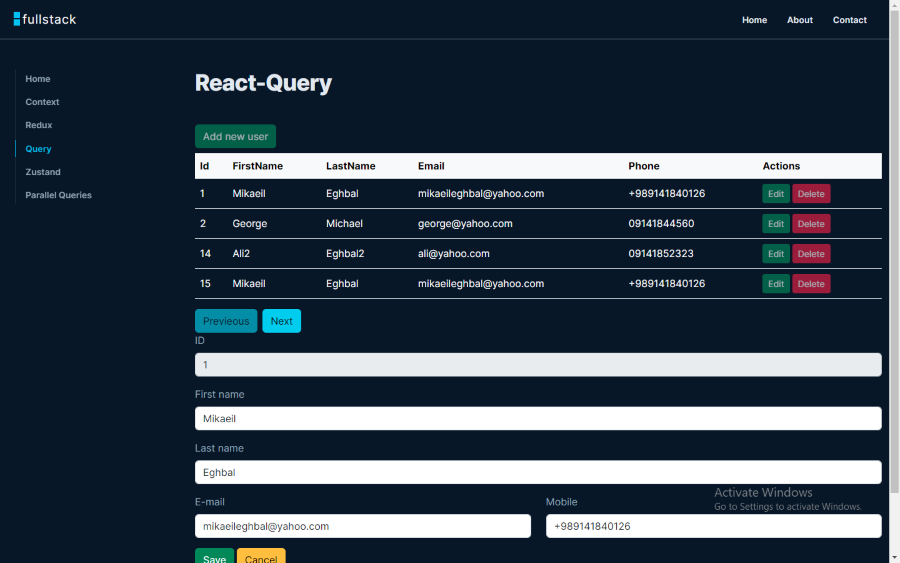 fullstack Home About Contact
Home
Context
Redux
Query
Zustand
Parallel Queries
React-Query
Add new user
Id FirstName LastName Email Phone Actions
1 Mikaeil Eghbal mikaeileghbal@yahoo.com +989141840126 Edit Delete
2 George Michael george@yahoo.com 09141844560 Edit Delete
14 Ali2 Eghbal2 ali@yahoo.com 09141852323 Edit Delete
15 Mikaeil Eghbal mikaeileghbal@yahoo.com +989141840126 Edit Delete
Previeous Next
ID
1
First name
Mikaeil
Last name
Eghbal
E-mail Mobile
mikaeileghbal@yahoo.com +989141840126
Save Cancel
Activate Windows
Go to Settings to activate Windows.